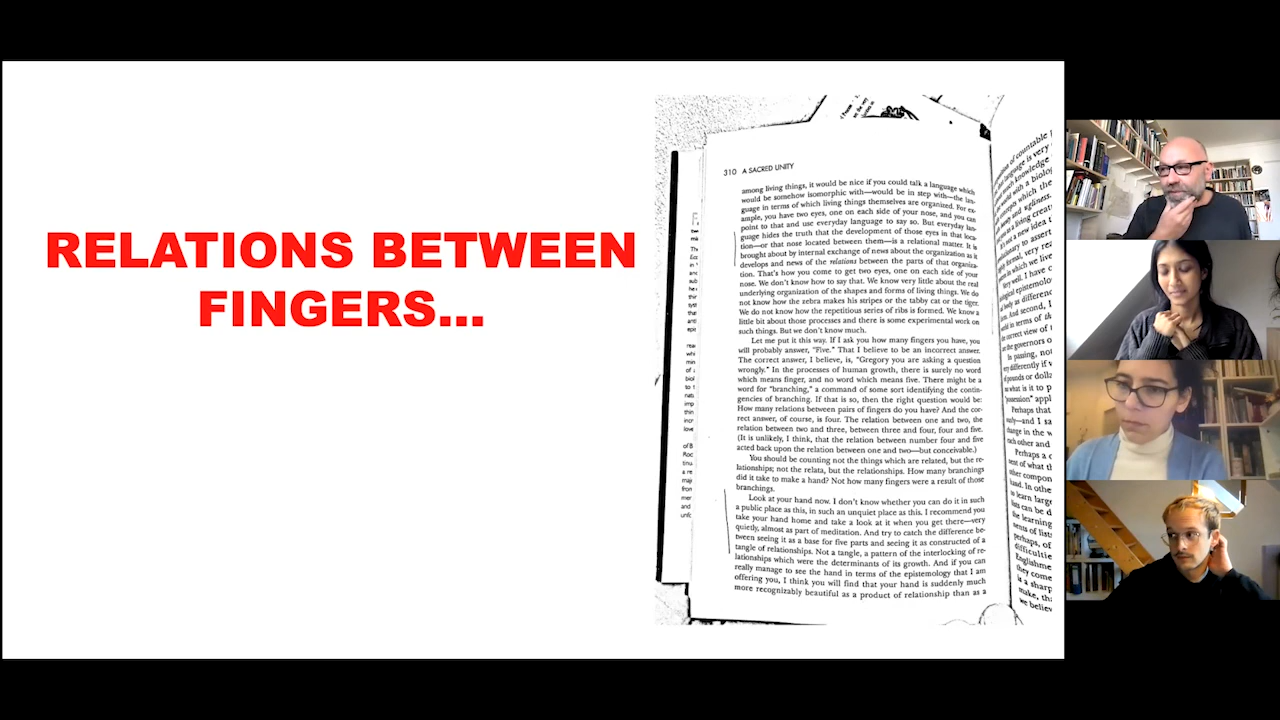 RELATIONS BETWEEN
FINGERS...
310 A SACRED UNITY
among living things, it would be nice if you could talk a language which
would be somehow isomorphic with—would be in step with—the lan-
guage in terms of which living things themselves are organized. For ex-
ample, you have two eyes, one on each side of your nose, and you can
point to that and use everyday language to say so. But everyday lan-
guage hides the truth that the development of those eyes in that loca-
tion—or that nose located between them—is a relational matter. It is
brought about by internal exchange of news about the organization as it
develops and news of the relations between the parts of that organiza-
tion. That's how you come to get two eyes, one on each side of your
nose. We don't know how to say that. We know very little about the real
underlying organization of the shapes and forms of living things. We do
not know how the zebra makes his stripes or the tabby cat or the tiger.
We do not know how the repetitious series of ribs is formed. We know a
little bit about those processes and there is some experimental work on
such things. But we don't know much.
Let me put it this way. If I ask you how many fingers you have, you
will probably answer, "Five." That I believe to be an incorrect answer.
The correct answer, I believe, is, "Gregory you are asking a question
wrongly." In the processes of human growth, there is surely no word
which means finger, and no word which means five. There might be a
word for "branching," a command of some sort identifying the contin-
gencies of branching. If that is so, then the right question would be:
How many relations between pairs of fingers do you have? And the cor-
rect answer, of course, is four. The relation between one and two, the
relation between two and three, between three and four, four and five.
(It is unlikely, I think, that the relation between number four and five
acted back upon the relation between one and two—but conceivable.)
You should be counting not the things which are related, but the re-
lationships; not the relata, but the relationships. How many branchings
did it take to make a hand? Not how many fingers were a result of those
branchings.
Look at your hand now. I don't know whether you can do it in such
a public place as this, in such an unquiet place as this. I recommend you
take your hand home and take a look at it when you get there—very
quietly, almost as part of meditation. And try to catch the difference be-
tween seeing it as a base for five parts and seeing it as constructed of a
tangle of relationships. Not a tangle, a pattern of the interlocking of re-
lationships which were the determinants of its growth. And if you can
really manage to see the hand in terms of the epistemology that I am
offering you, I think you will find that your hand is suddenly much
more recognizably beautiful as a product of relationship than as a